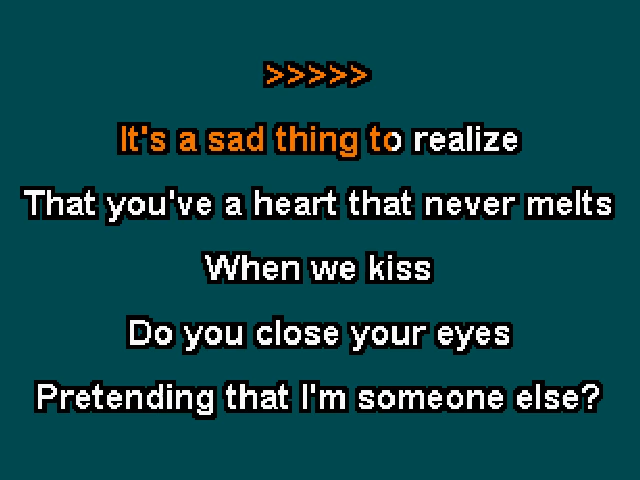 >>>>>
It's a sad thing to realize
That you've a heart that never melts
When we kiss
Do you close your eyes
Pretending that I'm someone else?